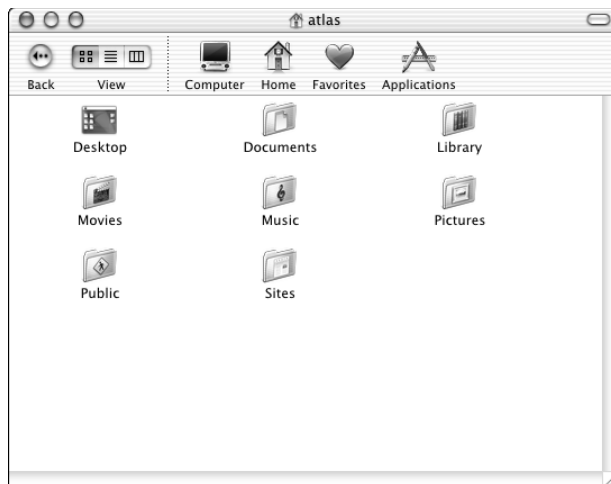 atlas
Back View Computer Home Favorites Applications
Desktop Documents Library
Movies Music Pictures
Public Sites